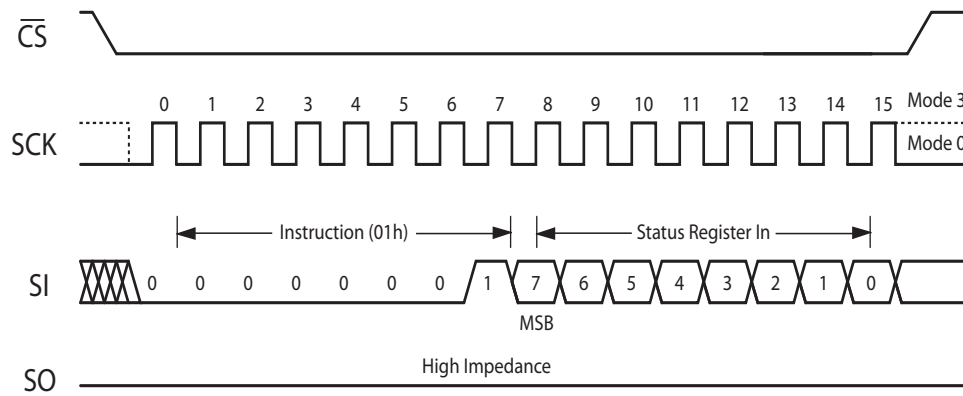 CS
0 1 2 3 4 5 6 7 8 9 10 11 12 13 14 15 Mode 3
SCK
Mode 0
Instruction (01h) Status Register In
SI 0 0 0 0 0 0 0 1 7 6 5 4 3 2 1 0
MSB
High Impedance
SO